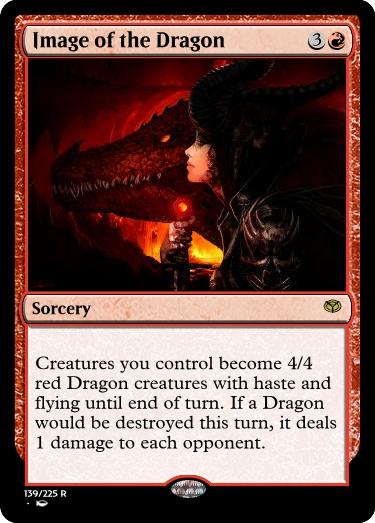 Image of the Dragon 3
Sorcery
Creatures you control become 4/4
red Dragon creatures with haste and
flying until end of turn. If a Dragon
would be destroyed this turn, it deals
1 damage to each opponent.
139/225 R